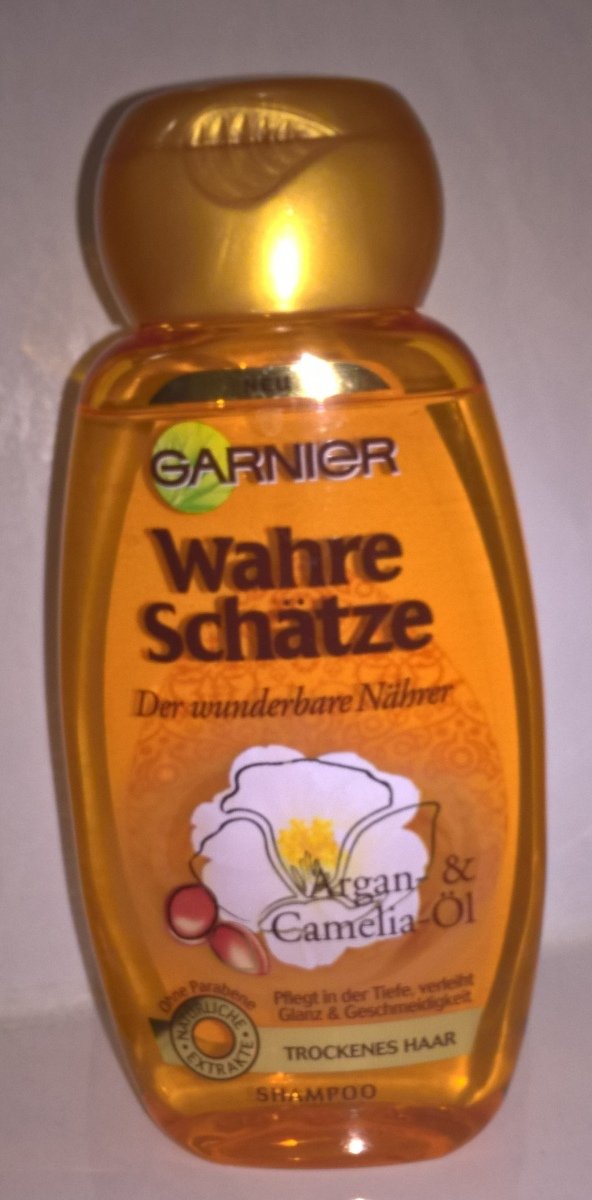 NEU
GARNIER
Wahre
Schätze
Der wunderbare Nährer
Argan- &
Camelia-Öl
Ohne Parabene
NATÜRLICHE
EXTRAKTE
Pflegt in der Tiefe, verleiht
Glanz & Geschmeidigkeit
TROCKENES HAAR
SHAMPOO